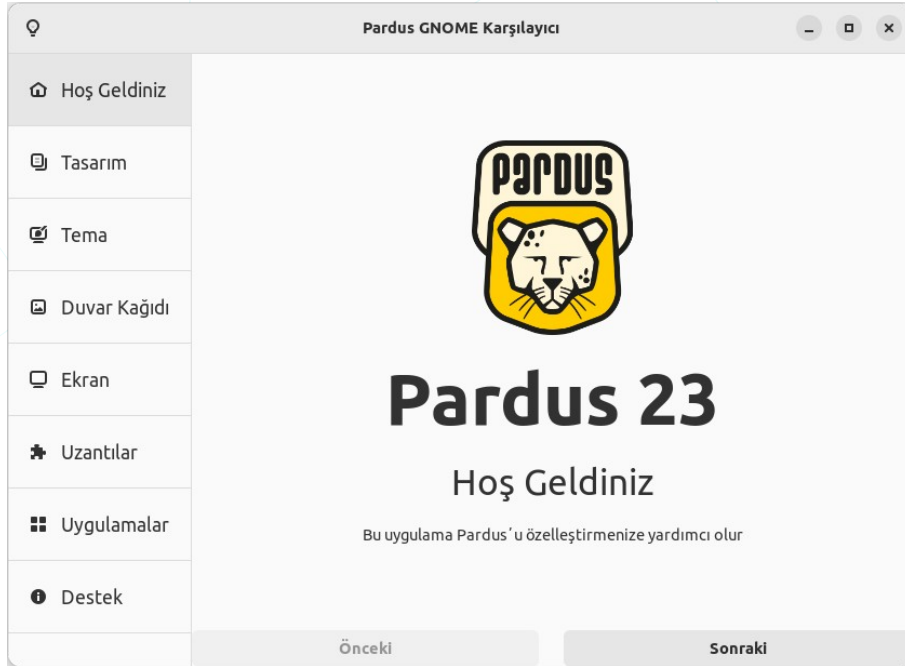 Pardus GNOME Karşılayıcı
Hoş Geldiniz
Tasarım
Tema
Duvar Kağıdı
Ekran
Uzantılar
Uygulamalar
Destek
PARDUS
Pardus 23
Hoş Geldiniz
Bu uygulama Pardus´u özelleştirmenize yardımcı olur
Önceki
Sonraki